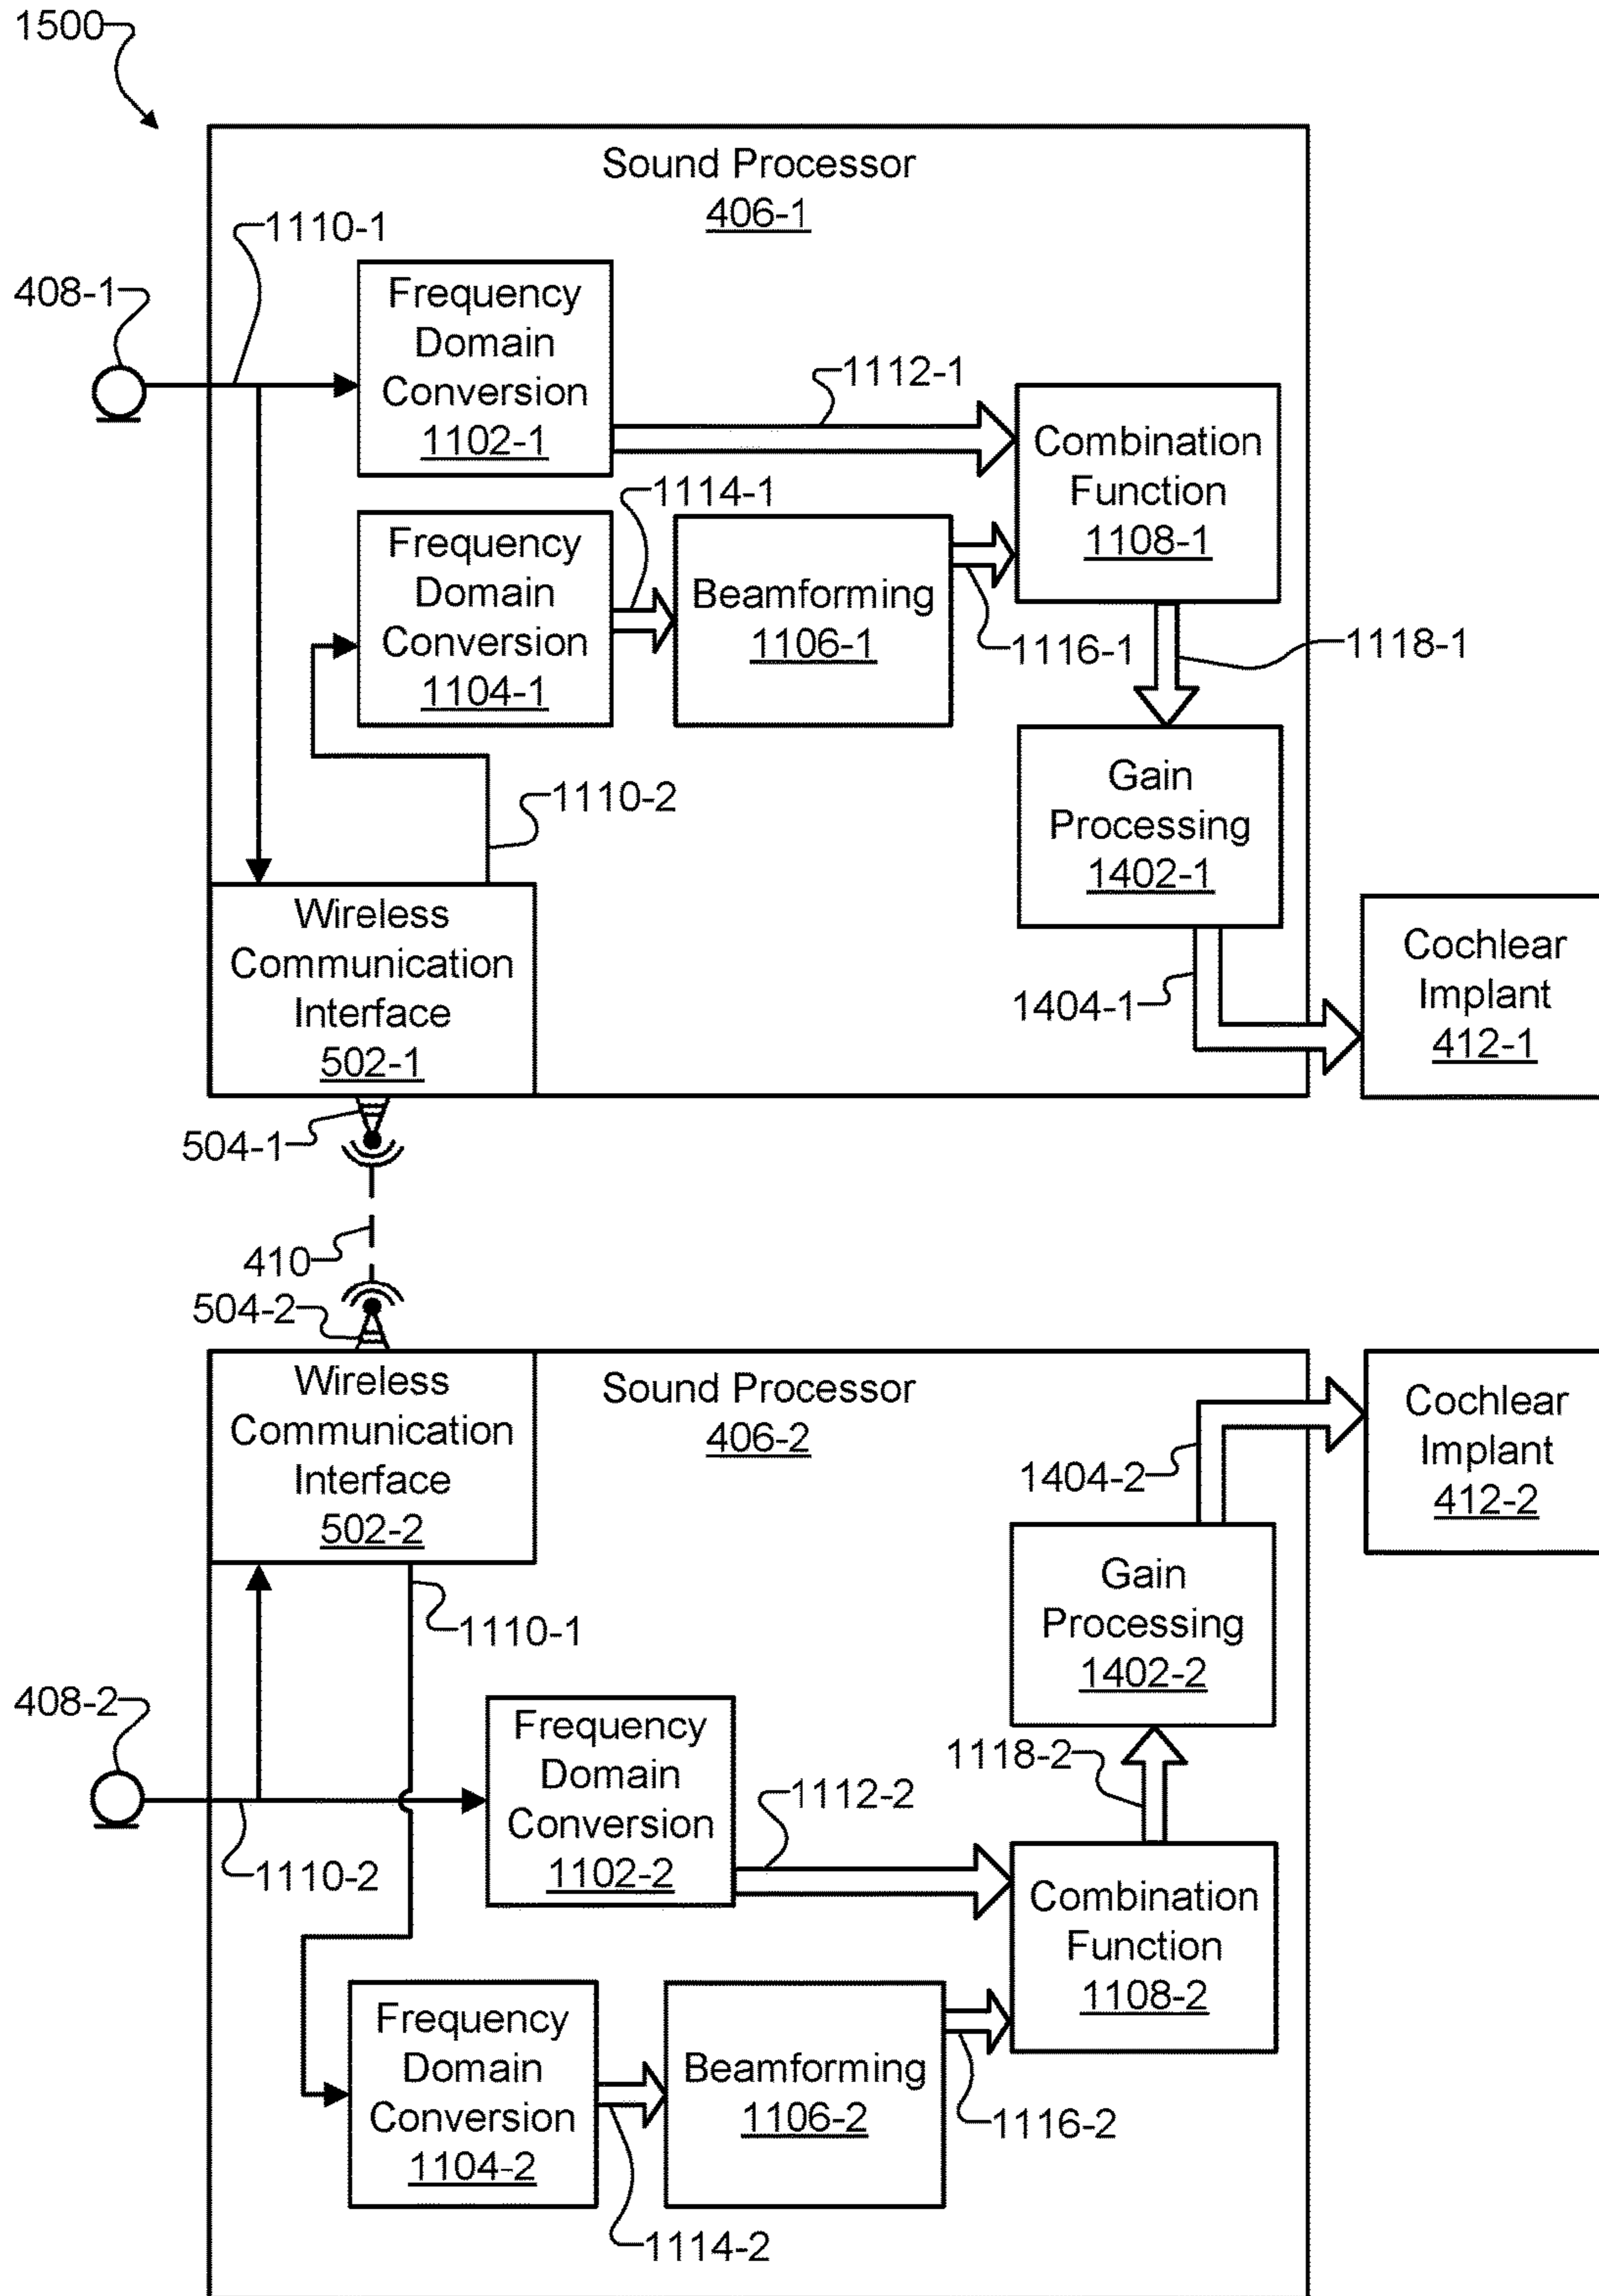 1500
Sound Processor
406-1
1110-1
408-1
Frequency
Domain
Conversion
1102-1
1112-1
Combination
Function
1108-1
1114-1
Frequency
Domain
Conversion
1104-1
Beamforming
1106-1
1116-1
1118-1
Gain
Processing
1402-1
1110-2
Wireless
Communication
Interface
502-1
1404-1
Cochlear
Implant
412-1
504-1
410
504-2
Wireless
Communication
Interface
502-2
Sound Processor
406-2
Cochlear
Implant
412-2
1404-2
Gain
Processing
1402-2
1110-1
408-2
Frequency
Domain
Conversion
1102-2
1118-2
1112-2
1110-2
Combination
Function
1108-2
Frequency
Domain
Conversion
1104-2
Beamforming
1106-2
1116-2
1114-2